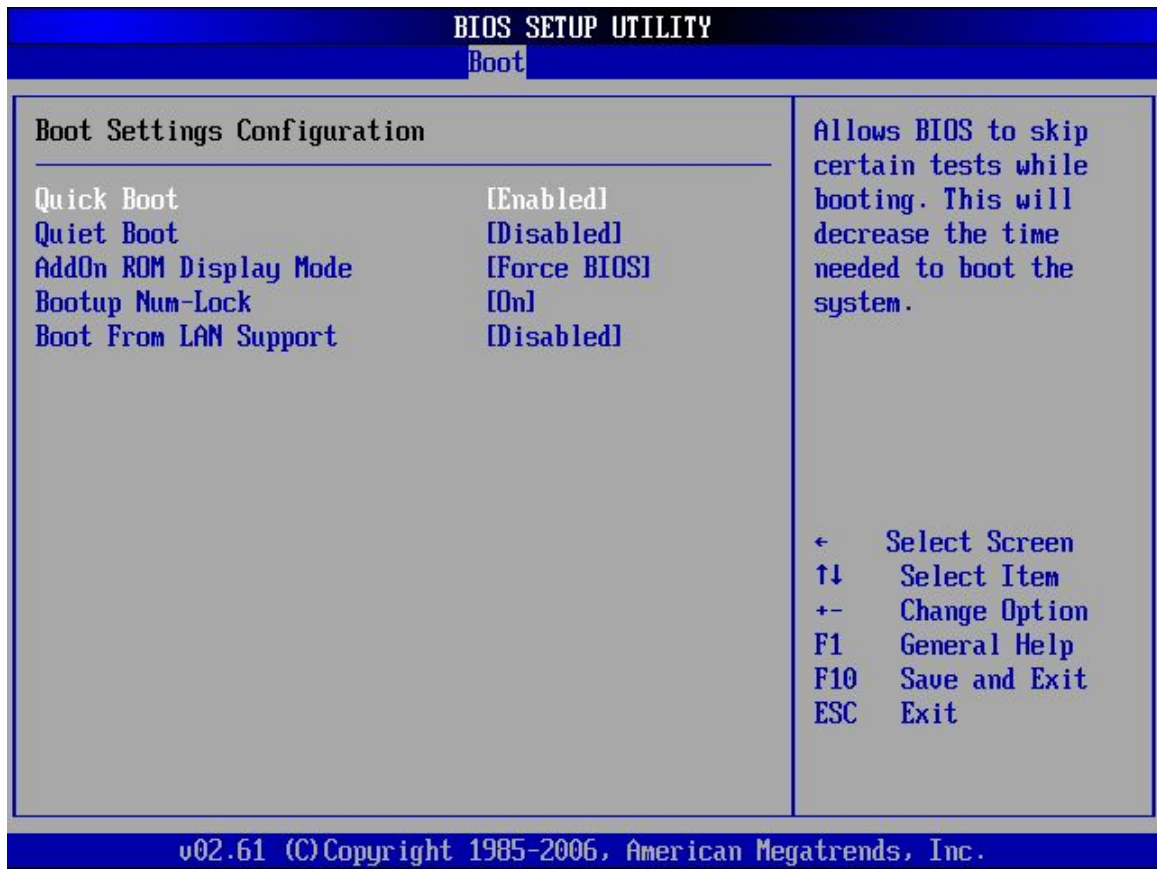 BIOS SETUP UTILITY
Boot
Boot Settings Configuration
Quick Boot [Enabled]
Quiet Boot [Disabled]
AddOn ROM Display Mode [Force BIOS]
Bootup Num-Lock [On]
Boot From LAN Support [Disabled]
Allows BIOS to skip
certain tests while
booting. This will
decrease the time
needed to boot the
system.
← Select Screen
↑↓ Select Item
+- Change Option
F1 General Help
F10 Save and Exit
ESC Exit
v02.61 (C)Copyright 1985-2006, American Megatrends, Inc.